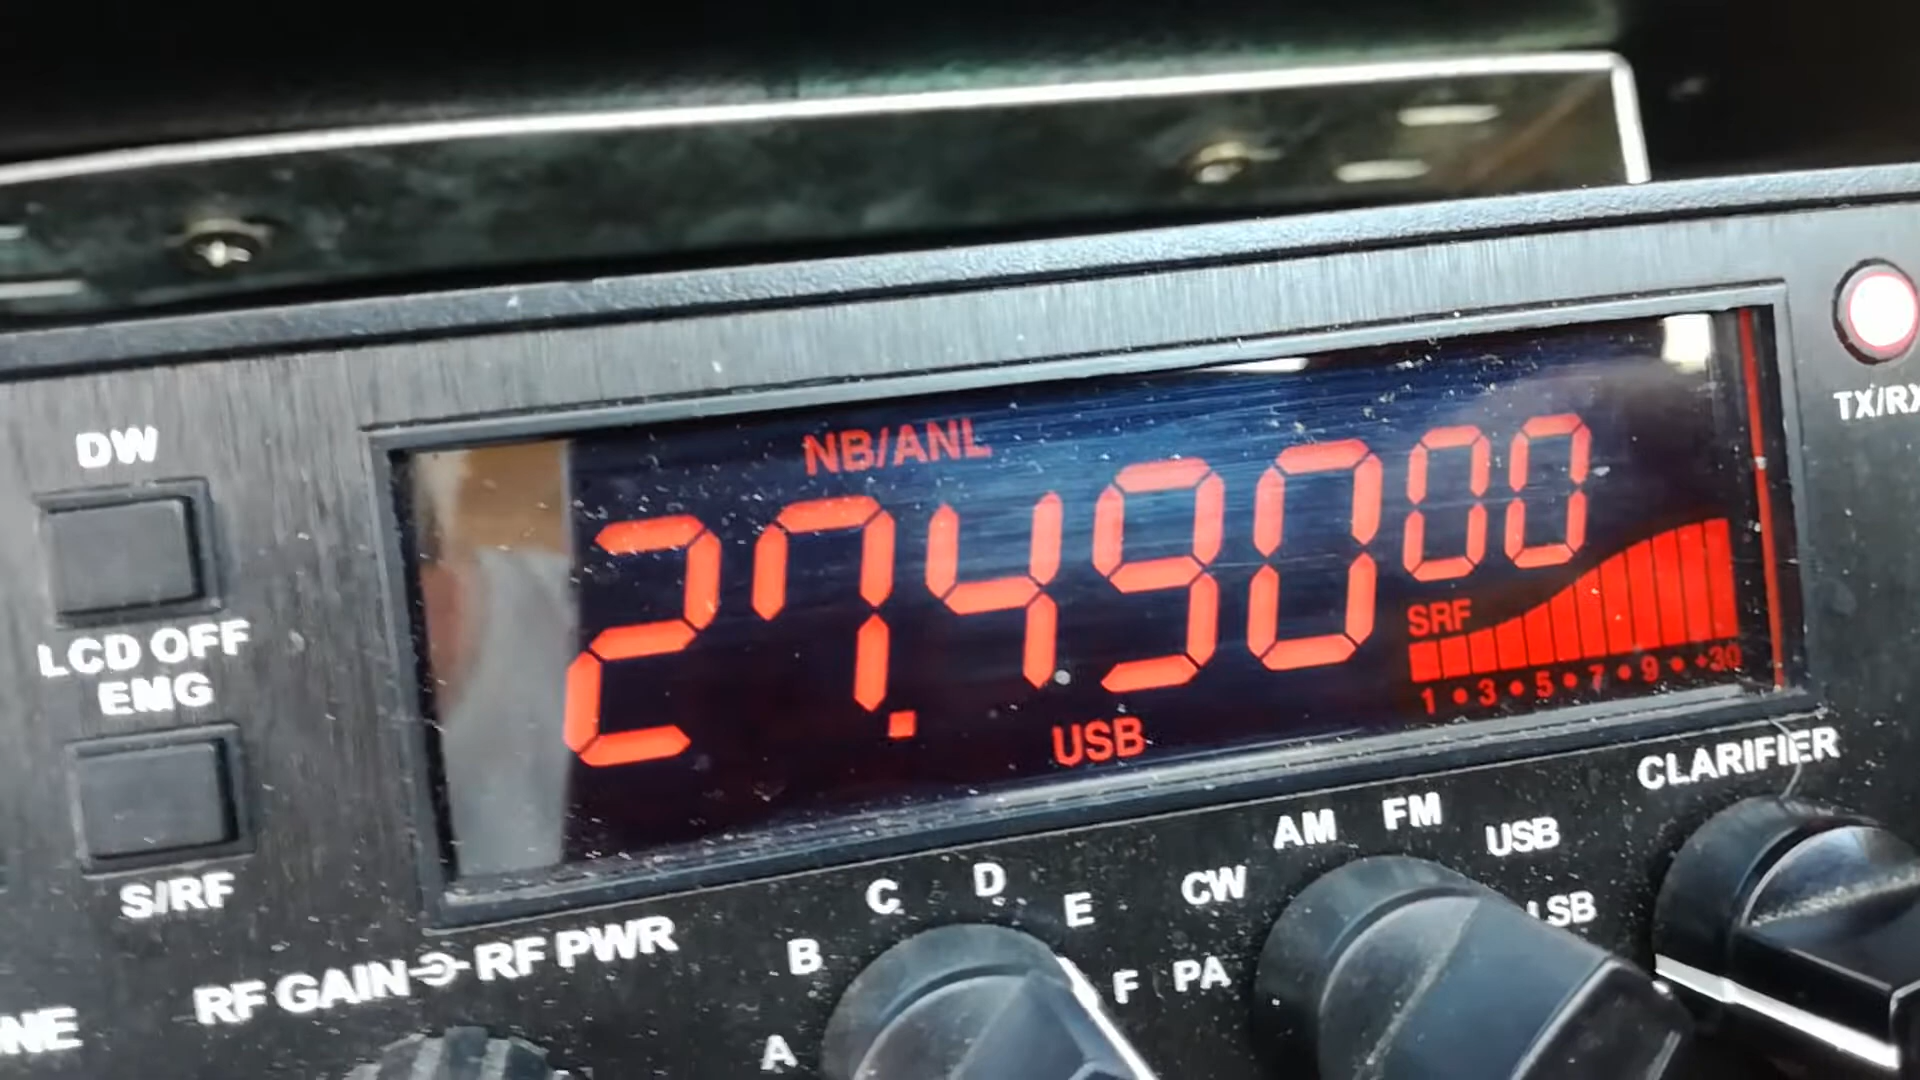 DW
LCD OFF
EMG
S/RF
NB/ANL
27.49000
SRF
1 • 3 • 5 • 7 • 9 • +30
USB
TX/RX
CLARIFIER
RF GAIN RF PWR
A B C D E F
PA CW AM FM USB LSB